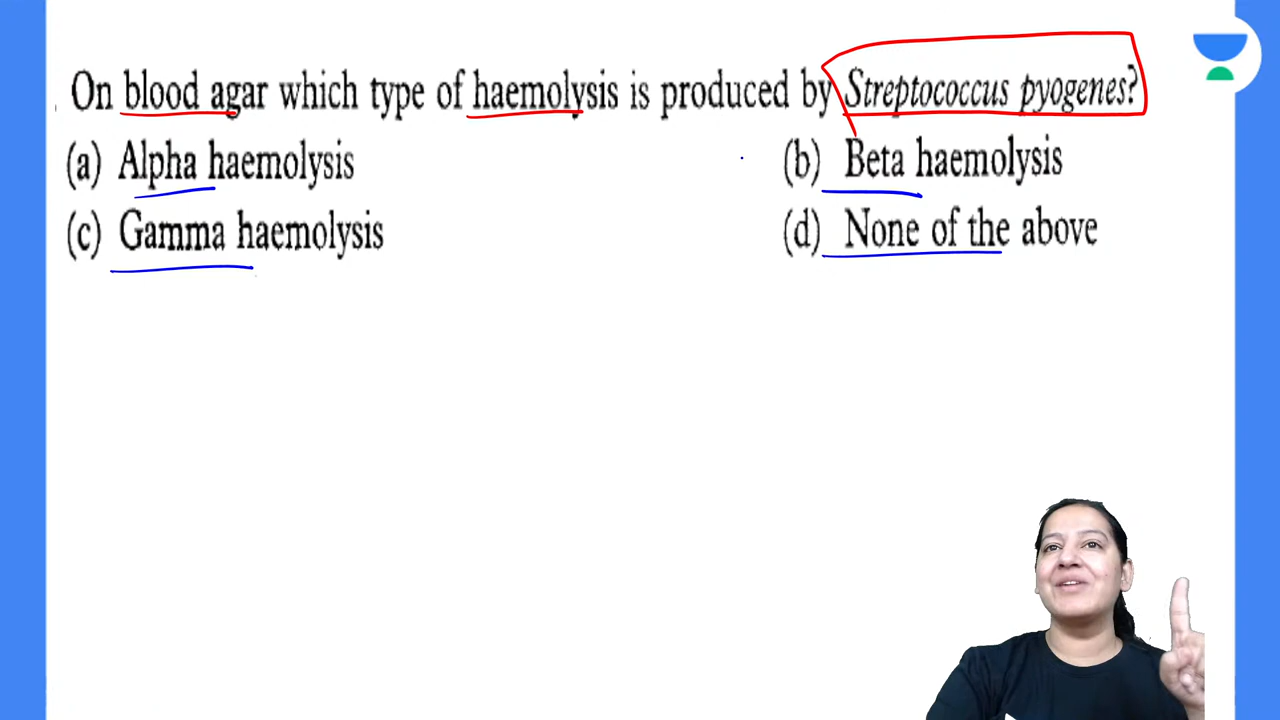 On blood agar which type of haemolysis is produced by Streptococcus pyogenes?
(a) Alpha haemolysis (b) Beta haemolysis
(c) Gamma haemolysis (d) None of the above